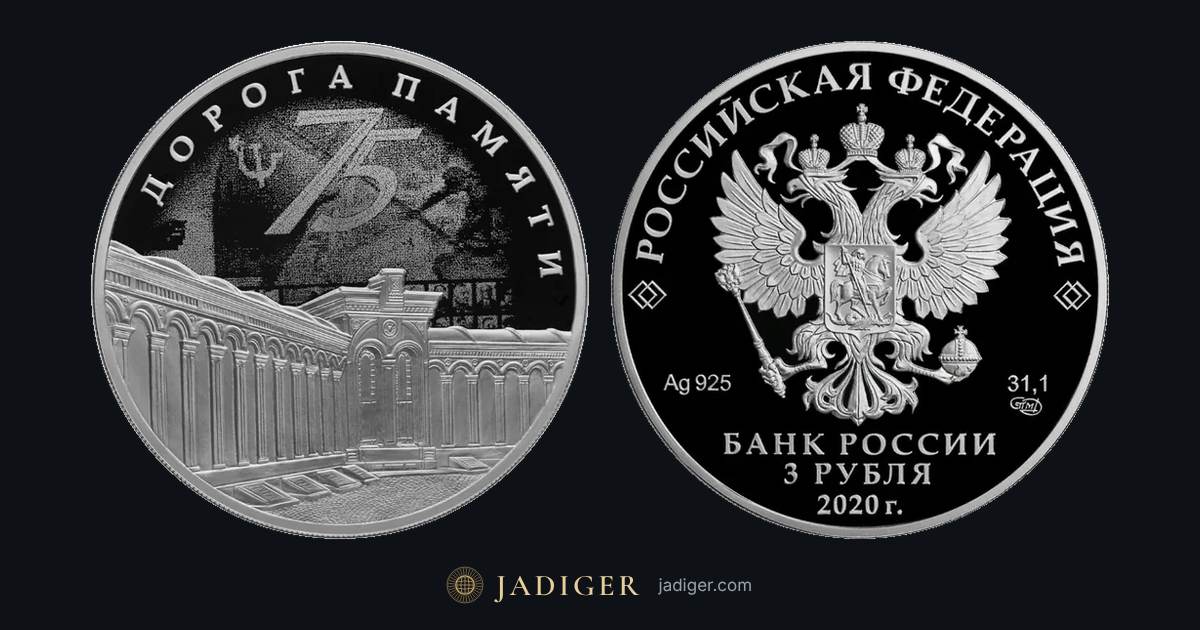 ДОРОГА ПАМЯТИ
75
РОССИЙСКАЯ ФЕДЕРАЦИЯ
Ag 925
31,1
БАНК РОССИИ
3 РУБЛЯ
2020 г.
JADIGER
jadiger.com